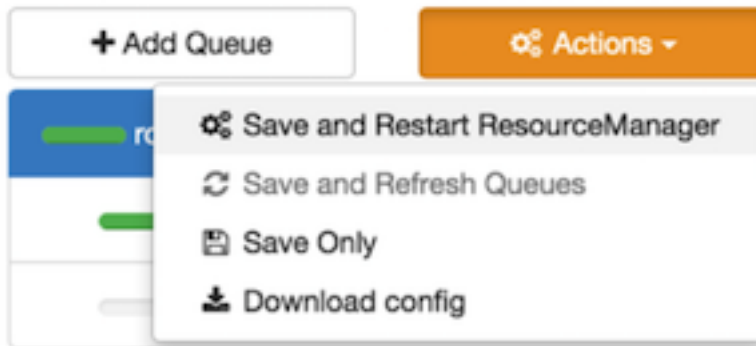 Add Queue
Actions
Save and Restart ResourceManager
Save and Refresh Queues
Save Only
Download config